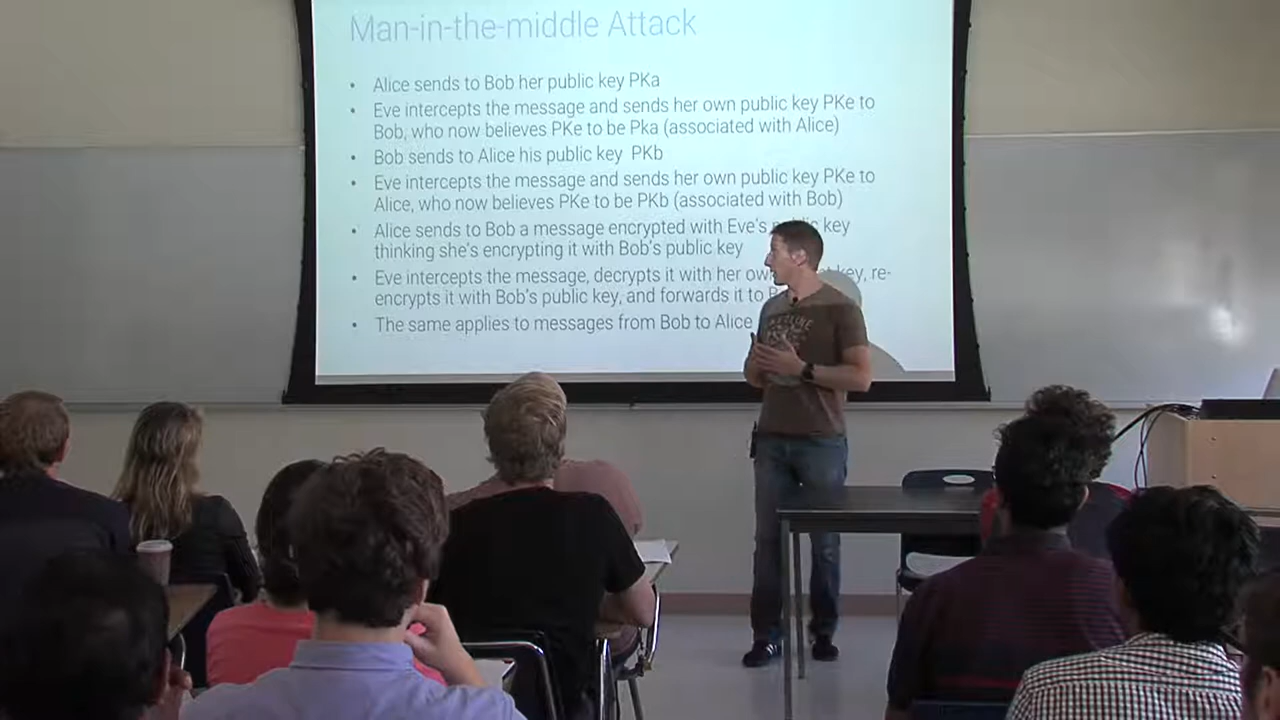 Man-in-the-middle Attack
• Alice sends to Bob her public key PKa
• Eve intercepts the message and sends her own public key PKe to
Bob, who now believes PKe to be Pka (associated with Alice)
• Bob sends to Alice his public key PKb
• Eve intercepts the message and sends her own public key PKe to
Alice, who now believes PKe to be PKb (associated with Bob)
• Alice sends to Bob a message encrypted with Eve's public key
thinking she's encrypting it with Bob's public key
• Eve intercepts the message, decrypts it with her own key, re-
encrypts it with Bob's public key, and forwards it to
• The same applies to messages from Bob to Alice